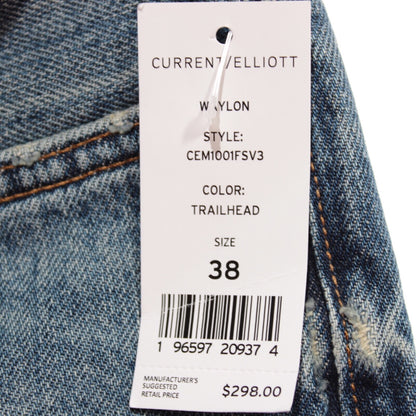 CURRENT/ELLIOTT
WAYLON
STYLE:
CEM1001FSV3
COLOR:
TRAILHEAD
SIZE
38
1 96597 20937 4
MANUFACTURER'S
SUGGESTED
RETAIL PRICE
$298.00